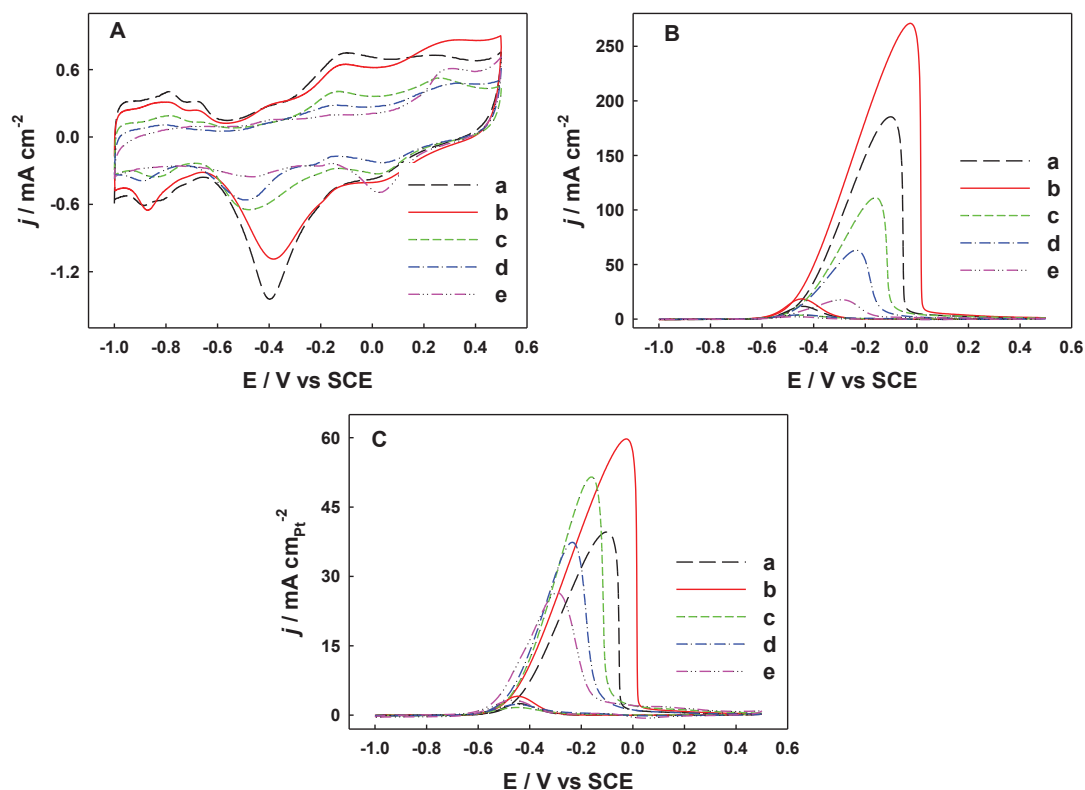 A
j / mA cm-2
0.6
0.0
-0.6
-1.2
a
b
c
d
e
-1.0 -0.8 -0.6 -0.4 -0.2 0.0 0.2 0.4 0.6
E / V vs SCE
B
j / mA cm-2
250
200
150
100
50
0
a
b
c
d
e
-1.0 -0.8 -0.6 -0.4 -0.2 0.0 0.2 0.4 0.6
E / V vs SCE
C
j / mA cmPt-2
60
45
30
15
0
a
b
c
d
e
-1.0 -0.8 -0.6 -0.4 -0.2 0.0 0.2 0.4 0.6 0.8
E / V vs SCE